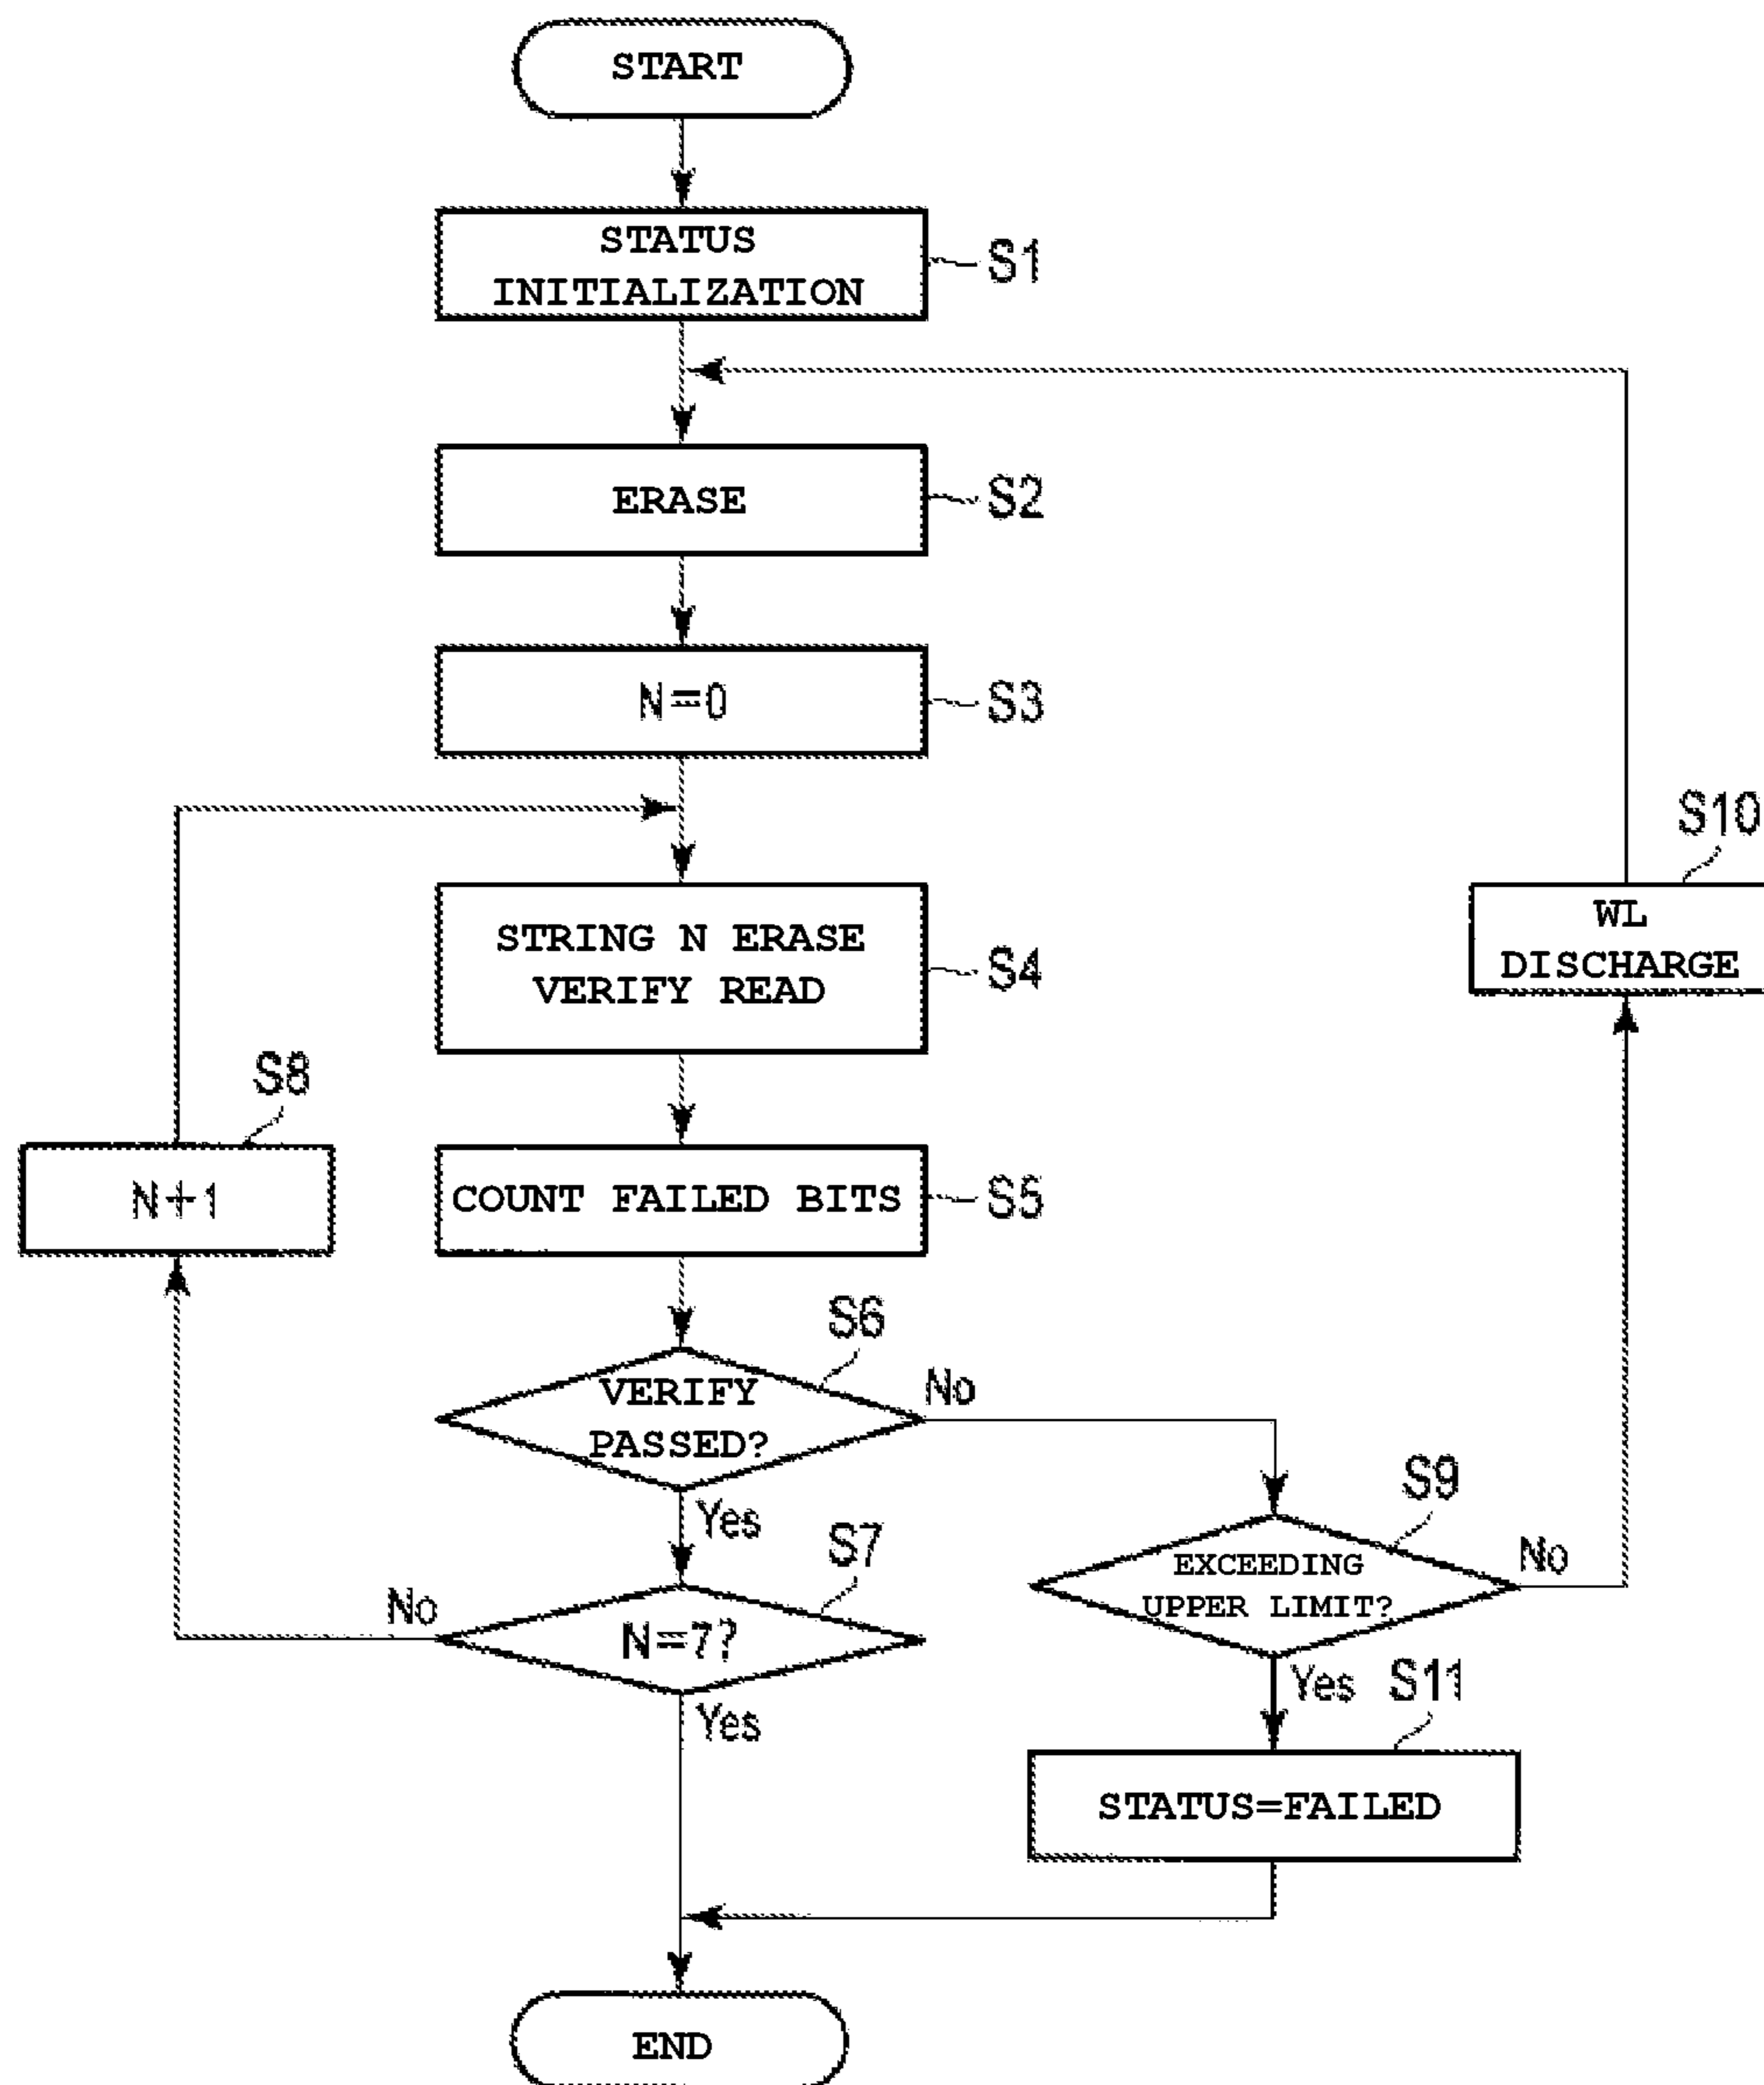 START
STATUS
INITIALIZATION
S1
ERASE
S2
N=0
S3
S10
WL
DISCHARGE
STRING N ERASE
VERIFY READ
S4
S8
N+1
COUNT FAILED BITS
S5
S6
VERIFY
PASSED?
No
Yes
S7
N=7?
No
Yes
S9
EXCEEDING
UPPER LIMIT?
No
Yes
S11
STATUS=FAILED
END